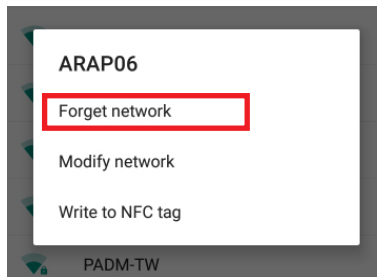 ARAP06
Forget network
Modify network
Write to NFC tag
PADM-TW